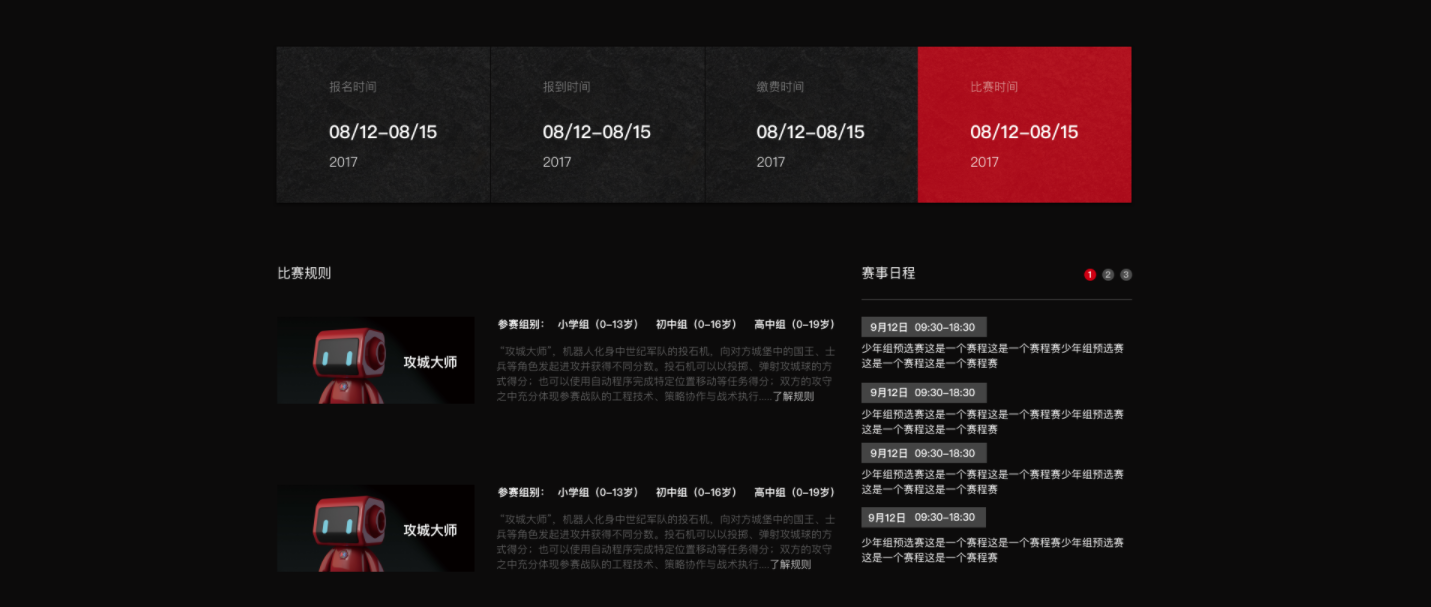 报名时间
08/12-08/15
2017
报到时间
08/12-08/15
2017
缴费时间
08/12-08/15
2017
比赛时间
08/12-08/15
2017
比赛规则
攻城大师
参赛组别： 小学组（0-13岁） 初中组（0-16岁） 高中组（0-19岁）
“攻城大师”，机器人化身中世纪军队的投石机，向对方城堡中的国王、士
兵等角色发起进攻并获得不同分数。投石机可以以投掷、弹射攻城球的方
式得分；也可以使用自动程序完成特定位置移动等任务得分；双方的攻守
之中充分体现参赛战队的工程技术、策略协作与战术执行.....了解规则
攻城大师
参赛组别： 小学组（0-13岁） 初中组（0-16岁） 高中组（0-19岁）
“攻城大师”，机器人化身中世纪军队的投石机，向对方城堡中的国王、士
兵等角色发起进攻并获得不同分数。投石机可以以投掷、弹射攻城球的方
式得分；也可以使用自动程序完成特定位置移动等任务得分；双方的攻守
之中充分体现参赛战队的工程技术、策略协作与战术执行....了解规则
赛事日程
1 2 3
9月12日 09:30-18:30
少年组预选赛这是一个赛程这是一个赛程赛少年组预选赛
这是一个赛程这是一个赛程赛
9月12日 09:30-18:30
少年组预选赛这是一个赛程这是一个赛程赛少年组预选赛
这是一个赛程这是一个赛程赛
9月12日 09:30-18:30
少年组预选赛这是一个赛程这是一个赛程赛少年组预选赛
这是一个赛程这是一个赛程赛
9月12日 09:30-18:30
少年组预选赛这是一个赛程这是一个赛程赛少年组预选赛
这是一个赛程这是一个赛程赛